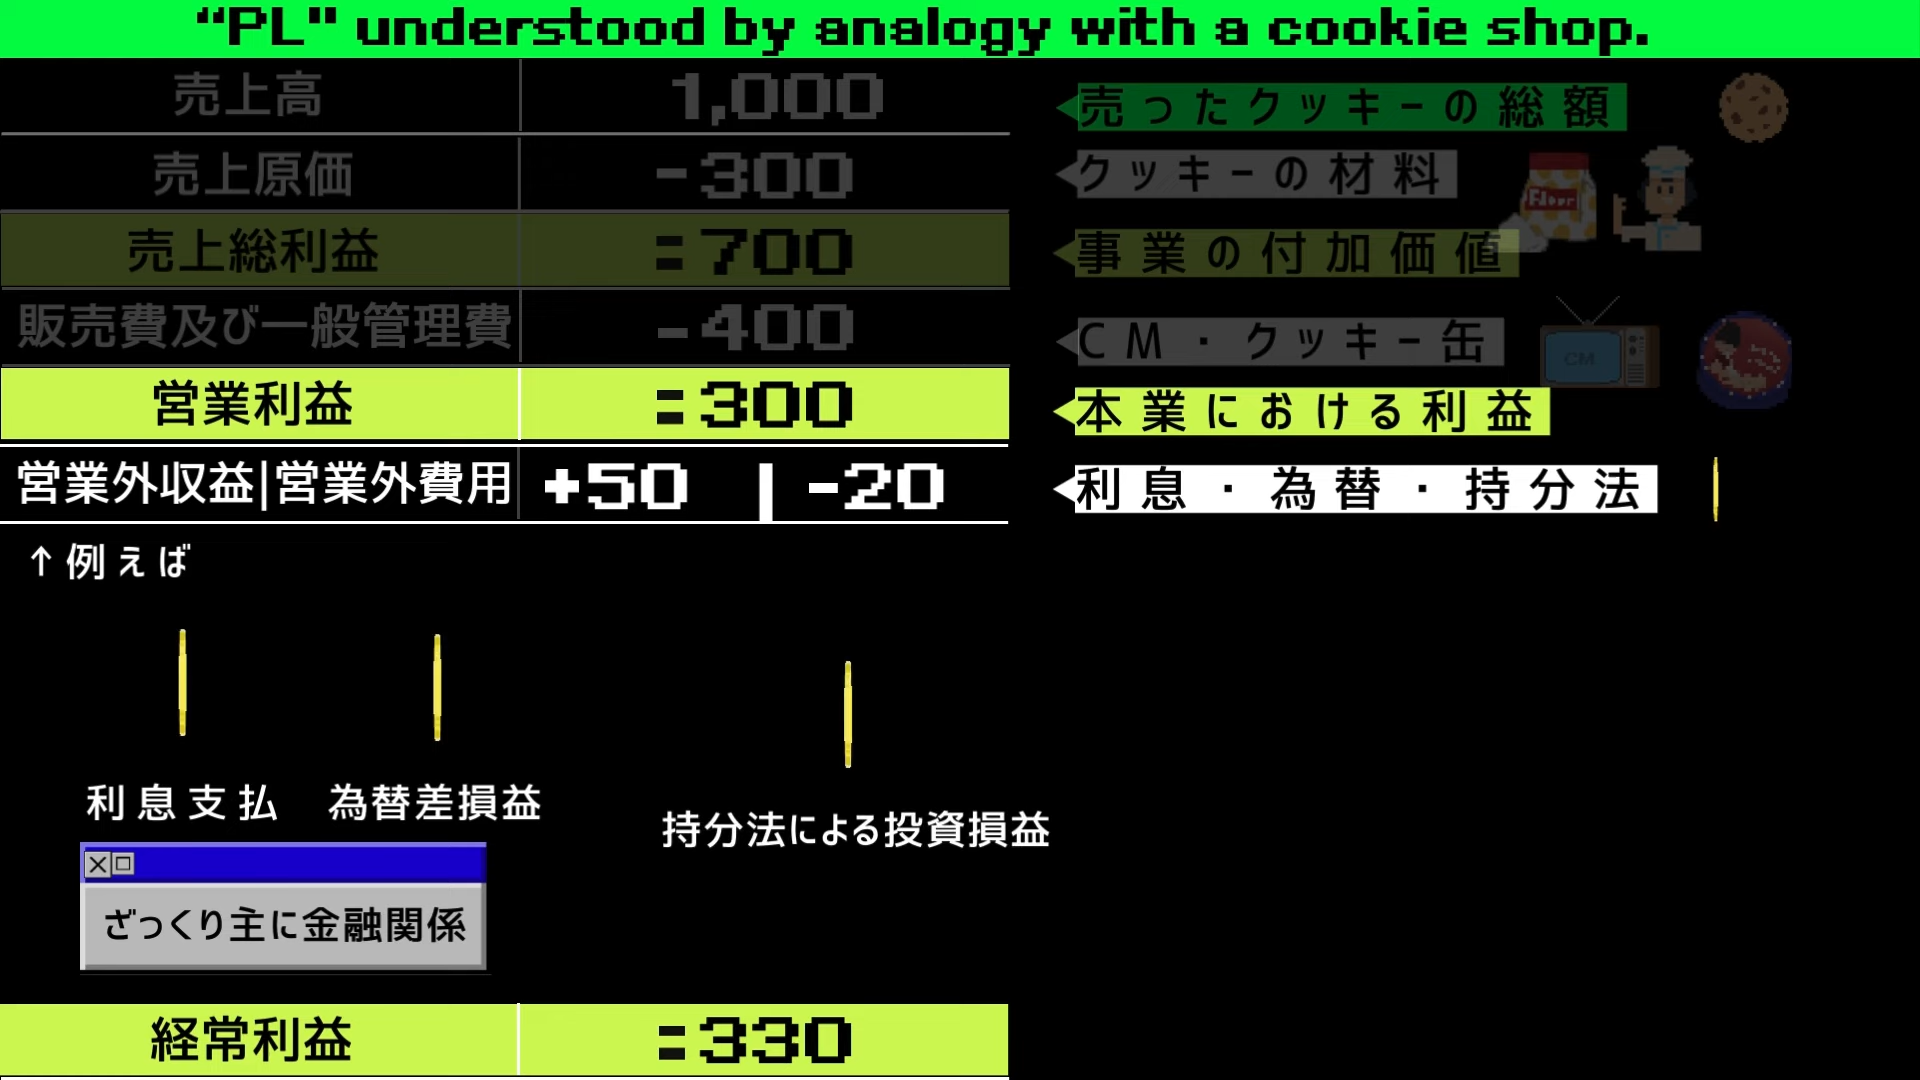 “PL" understood by analogy with a cookie shop.
売上高 1,000 売ったクッキーの総額
売上原価 -300 クッキーの材料
Flour
売上総利益 =700 事業の付加価値
販売費及び一般管理費 -400 CM・クッキー缶
CM
営業利益 =300 本業における利益
営業外収益|営業外費用 +50 | -20 利息・為替・持分法
↑例えば
利息支払 為替差損益 持分法による投資損益
ざっくり主に金融関係
経常利益 =330